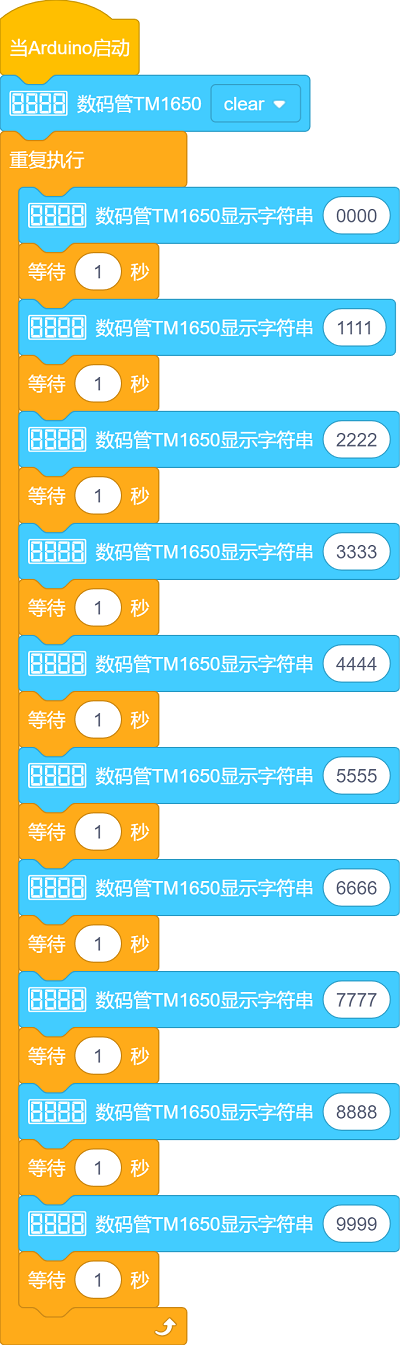 当Arduino启动
数码管TM1650 clear
重复执行
数码管TM1650显示字符串 0000
等待 1 秒
数码管TM1650显示字符串 1111
等待 1 秒
数码管TM1650显示字符串 2222
等待 1 秒
数码管TM1650显示字符串 3333
等待 1 秒
数码管TM1650显示字符串 4444
等待 1 秒
数码管TM1650显示字符串 5555
等待 1 秒
数码管TM1650显示字符串 6666
等待 1 秒
数码管TM1650显示字符串 7777
等待 1 秒
数码管TM1650显示字符串 8888
等待 1 秒
数码管TM1650显示字符串 9999
等待 1 秒